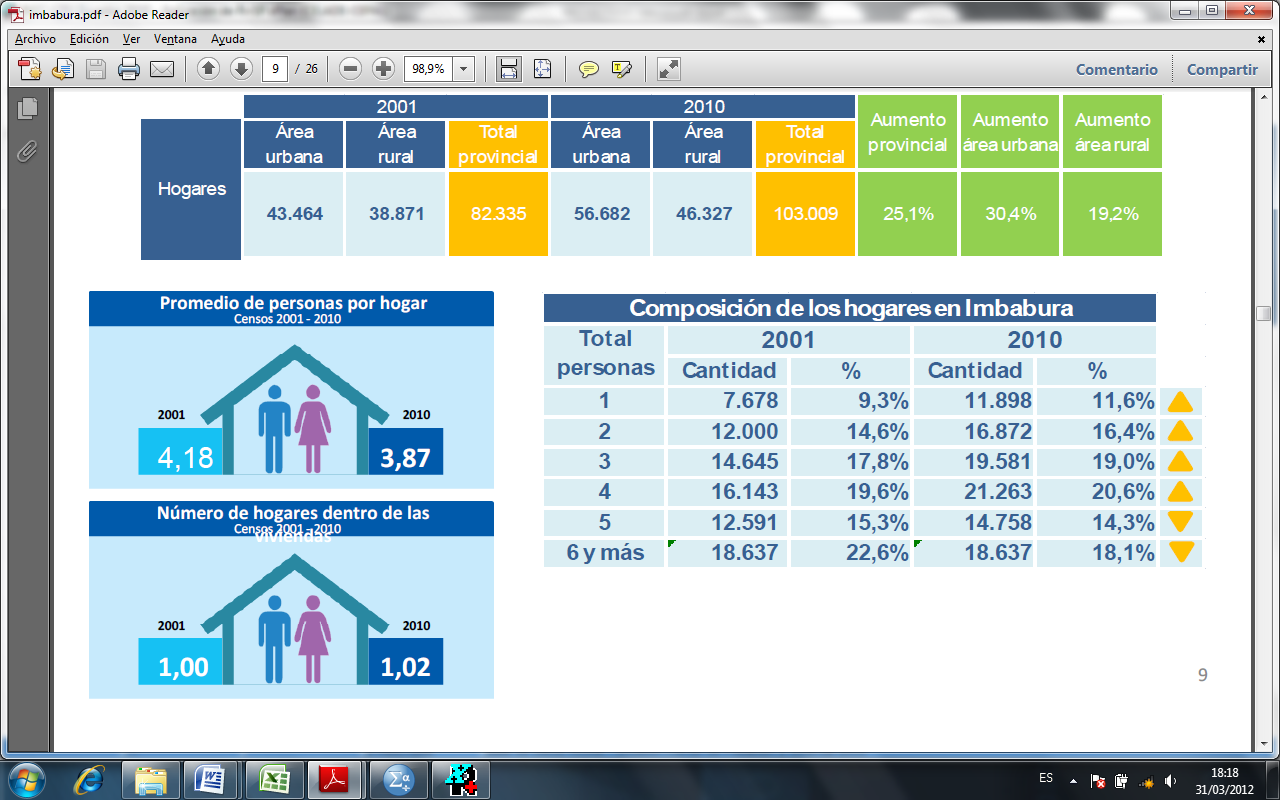 imbabura.pdf - Adobe Reader
Archivo Edición Ver Ventana Ayuda
9 / 26 98,9% Comentario Compartir
2001 2010
Hogares
Área urbana Área rural Total provincial Área urbana Área rural Total provincial Aumento provincial Aumento área urbana Aumento área rural
43.464 38.871 82.335 56.682 46.327 103.009 25,1% 30,4% 19,2%
Promedio de personas por hogar
Censos 2001 - 2010
2001 2010
4,18 3,87
Número de hogares dentro de las
viviendas
Censos 2001 - 2010
2001 2010
1,00 1,02
Composición de los hogares en Imbabura
Total personas 2001 2010
Cantidad % Cantidad %
1 7.678 9,3% 11.898 11,6%
2 12.000 14,6% 16.872 16,4%
3 14.645 17,8% 19.581 19,0%
4 16.143 19,6% 21.263 20,6%
5 12.591 15,3% 14.758 14,3%
6 y más 18.637 22,6% 18.637 18,1%
9
ES 18:18
31/03/2012